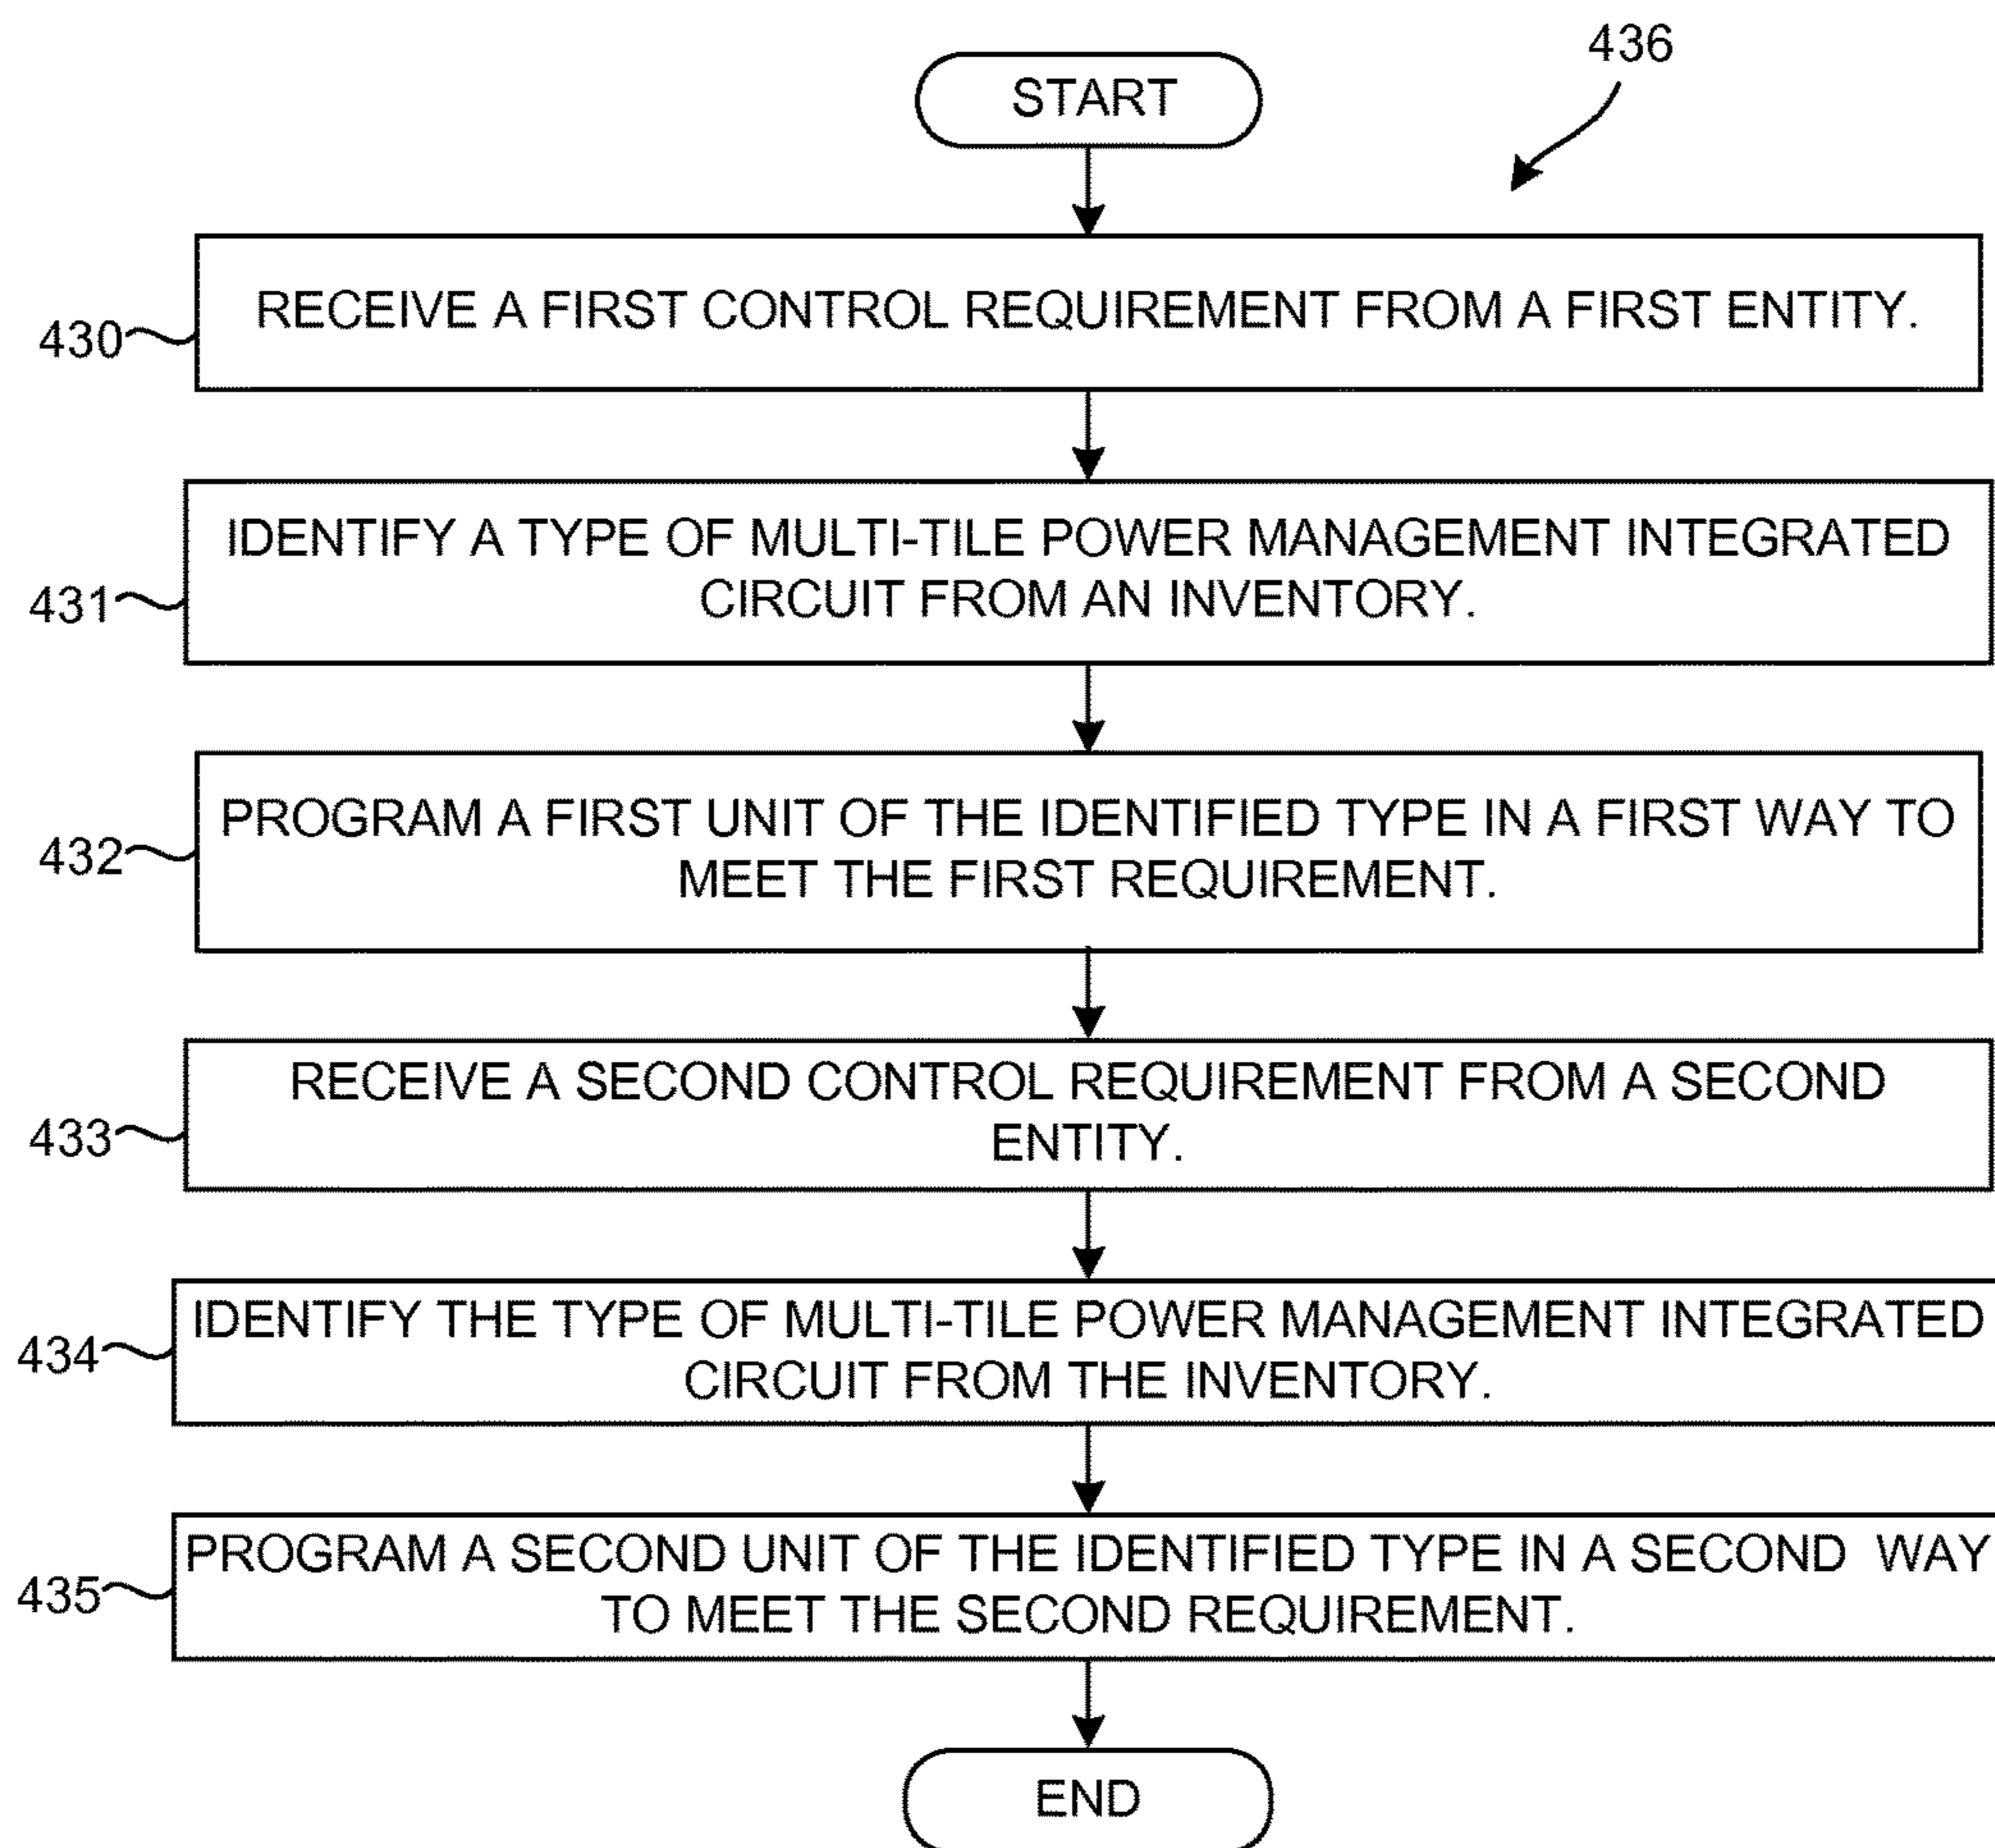 436
START
430
RECEIVE A FIRST CONTROL REQUIREMENT FROM A FIRST ENTITY.
431
IDENTIFY A TYPE OF MULTI-TILE POWER MANAGEMENT INTEGRATED
CIRCUIT FROM AN INVENTORY.
432
PROGRAM A FIRST UNIT OF THE IDENTIFIED TYPE IN A FIRST WAY TO
MEET THE FIRST REQUIREMENT.
433
RECEIVE A SECOND CONTROL REQUIREMENT FROM A SECOND
ENTITY.
434
IDENTIFY THE TYPE OF MULTI-TILE POWER MANAGEMENT INTEGRATED
CIRCUIT FROM THE INVENTORY.
435
PROGRAM A SECOND UNIT OF THE IDENTIFIED TYPE IN A SECOND WAY
TO MEET THE SECOND REQUIREMENT.
END